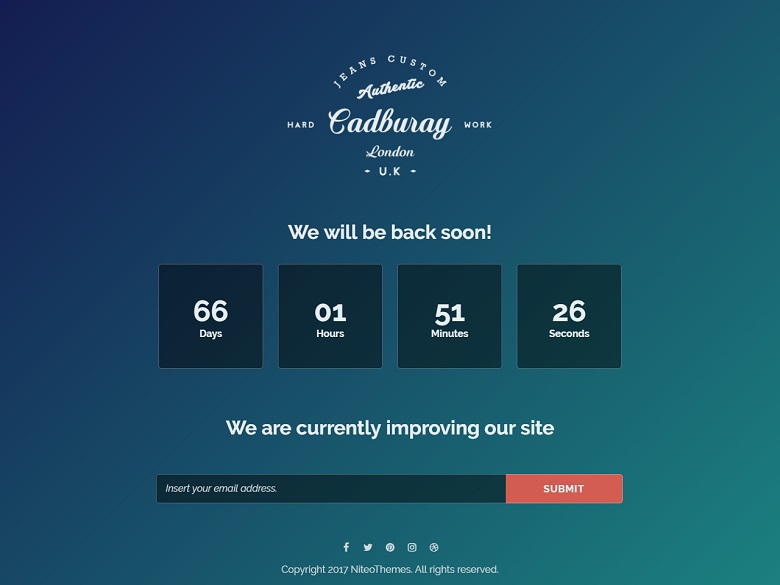 JEANS CUSTOM
Authentic
HARD Cadburay WORK
London
U.K
We will be back soon!
66 01 51 26
Days Hours Minutes Seconds
We are currently improving our site
Insert your email address. SUBMIT
Copyright 2017 NiteoThemes. All rights reserved.